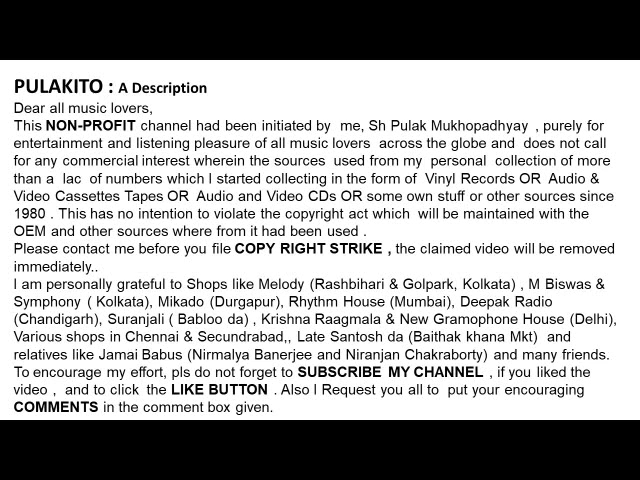 PULAKITO : A Description
Dear all music lovers,
This NON-PROFIT channel had been initiated by me, Sh Pulak Mukhopadhyay , purely for
entertainment and listening pleasure of all music lovers across the globe and does not call
for any commercial interest wherein the sources used from my personal collection of more
than a lac of numbers which I started collecting in the form of Vinyl Records OR Audio &
Video Cassettes Tapes OR Audio and Video CDs OR some own stuff or other sources since
1980 . This has no intention to violate the copyright act which will be maintained with the
OEM and other sources where from it had been used .
Please contact me before you file COPY RIGHT STRIKE , the claimed video will be removed
immediately..
I am personally grateful to Shops like Melody (Rashbihari & Golpark, Kolkata) , M Biswas &
Symphony ( Kolkata), Mikado (Durgapur), Rhythm House (Mumbai), Deepak Radio
(Chandigarh), Suranjali ( Babloo da) , Krishna Raagmala & New Gramophone House (Delhi),
Various shops in Chennai & Secundrabad,, Late Santosh da (Baithak khana Mkt) and
relatives like Jamai Babus (Nirmalya Banerjee and Niranjan Chakraborty) and many friends.
To encourage my effort, pls do not forget to SUBSCRIBE MY CHANNEL , if you liked the
video , and to click the LIKE BUTTON . Also I Request you all to put your encouraging
COMMENTS in the comment box given.